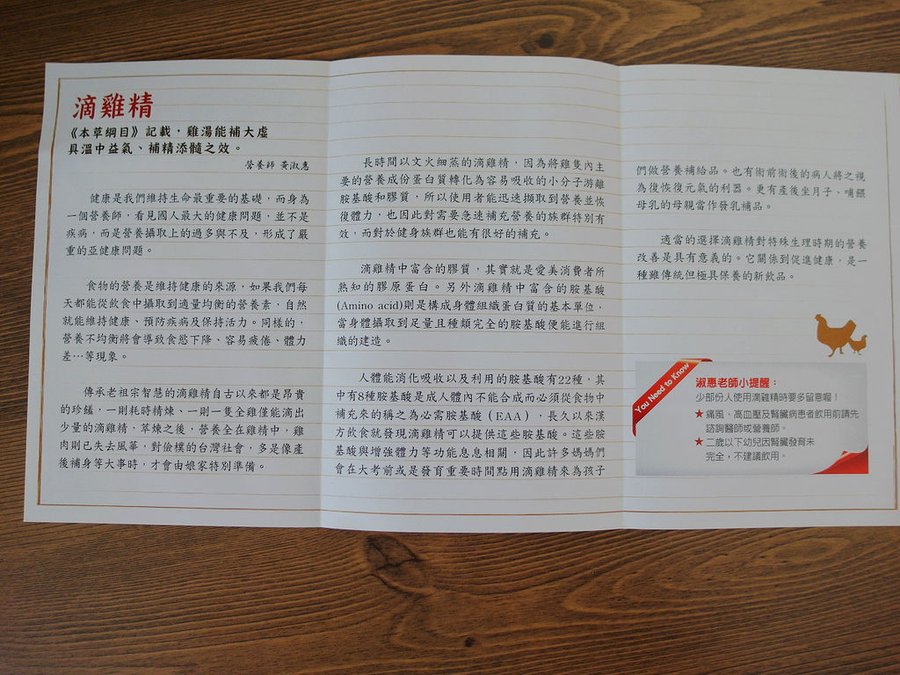 滴雞精
《本草綱目》記載，雞湯能補大虛
具溫中益氣、補精添髓之效。
營養師 黃淑惠
健康是我們維持生命最重要的基礎，而身為
一個營養師，看見國人最大的健康問題，並不是
疾病，而是營養攝取上的過多與不及，形成了嚴
重的亞健康問題。
食物的營養是維持健康的來源，如果我們每
天都能從飲食中攝取到適量均衡的營養素，自然
就能維持健康、預防疾病及保持活力。同樣的，
營養不均衡將會導致食慾下降、容易疲倦、體力
差…等現象。
傳承老祖宗智慧的滴雞精自古以來都是昂貴
的珍饈，一則耗時精煉、一則一隻全雞僅能滴出
少量的滴雞精，萃煉之後，營養全在雞精中，雞
肉則已失去風華，對儉樸的台灣社會，多是像產
後補身等大事時，才會由娘家特別準備。
長時間以文火細蒸的滴雞精，因為將雞隻內主
要的營養成份蛋白質轉化為容易吸收的小分子游離
胺基酸和膠質，所以使用者能迅速擷取到營養並恢
復體力，也因此對需要急速補充營養的族群特別有
效，而對於健身族群也能有很好的補充。
滴雞精中富含的膠質，其實就是愛美消費者所
熟知的膠原蛋白。另外滴雞精中富含的胺基酸
(Amino acid)則是構成身體組織蛋白質的基本單位，
當身體攝取到足量且種類完全的胺基酸便能進行組
織的建造。
人體能消化吸收以及利用的胺基酸有22種，其
中有8種胺基酸是成人體內不能合成而必須從食物中
補充來的稱之為必需胺基酸（EAA），長久以來漢
方飲食就發現滴雞精可以提供這些胺基酸。這些胺
基酸與增強體力等功能息息相關，因此許多媽媽們
會在大考前或是發育重要時間點用滴雞精來為孩子
們做營養補給品。也有術前術後的病人將之視
為復恢復元氣的利器。更有產後坐月子、哺餵
母乳的母親當作發乳補品。
適當的選擇滴雞精對特殊生理時期的營養
改善是具有意義的。它關係到促進健康，是一
種雖傳統但極具保養的新飲品。
You Need to Know
淑惠老師小提醒：
少部份人使用滴雞精時要多留意喔！
★痛風、高血壓及腎臟病患者飲用前請先
諮詢醫師或營養師。
★二歲以下幼兒因腎臟發育未
完全，不建議飲用。